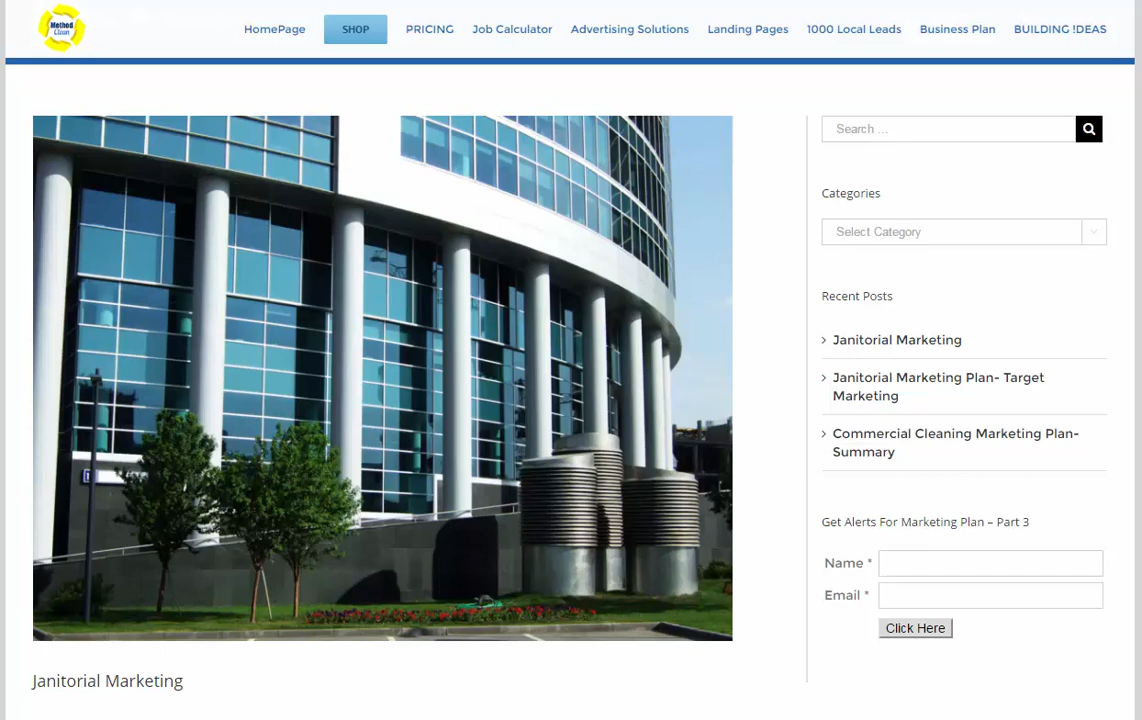 Method
Clean
HomePage
SHOP
PRICING
Job Calculator
Advertising Solutions
Landing Pages
1000 Local Leads
Business Plan
BUILDING !DEAS
Search ...
Categories
Select Category
Recent Posts
Janitorial Marketing
Janitorial Marketing Plan- Target
Marketing
Commercial Cleaning Marketing Plan-
Summary
Get Alerts For Marketing Plan – Part 3
Name *
Email *
Click Here
Janitorial Marketing